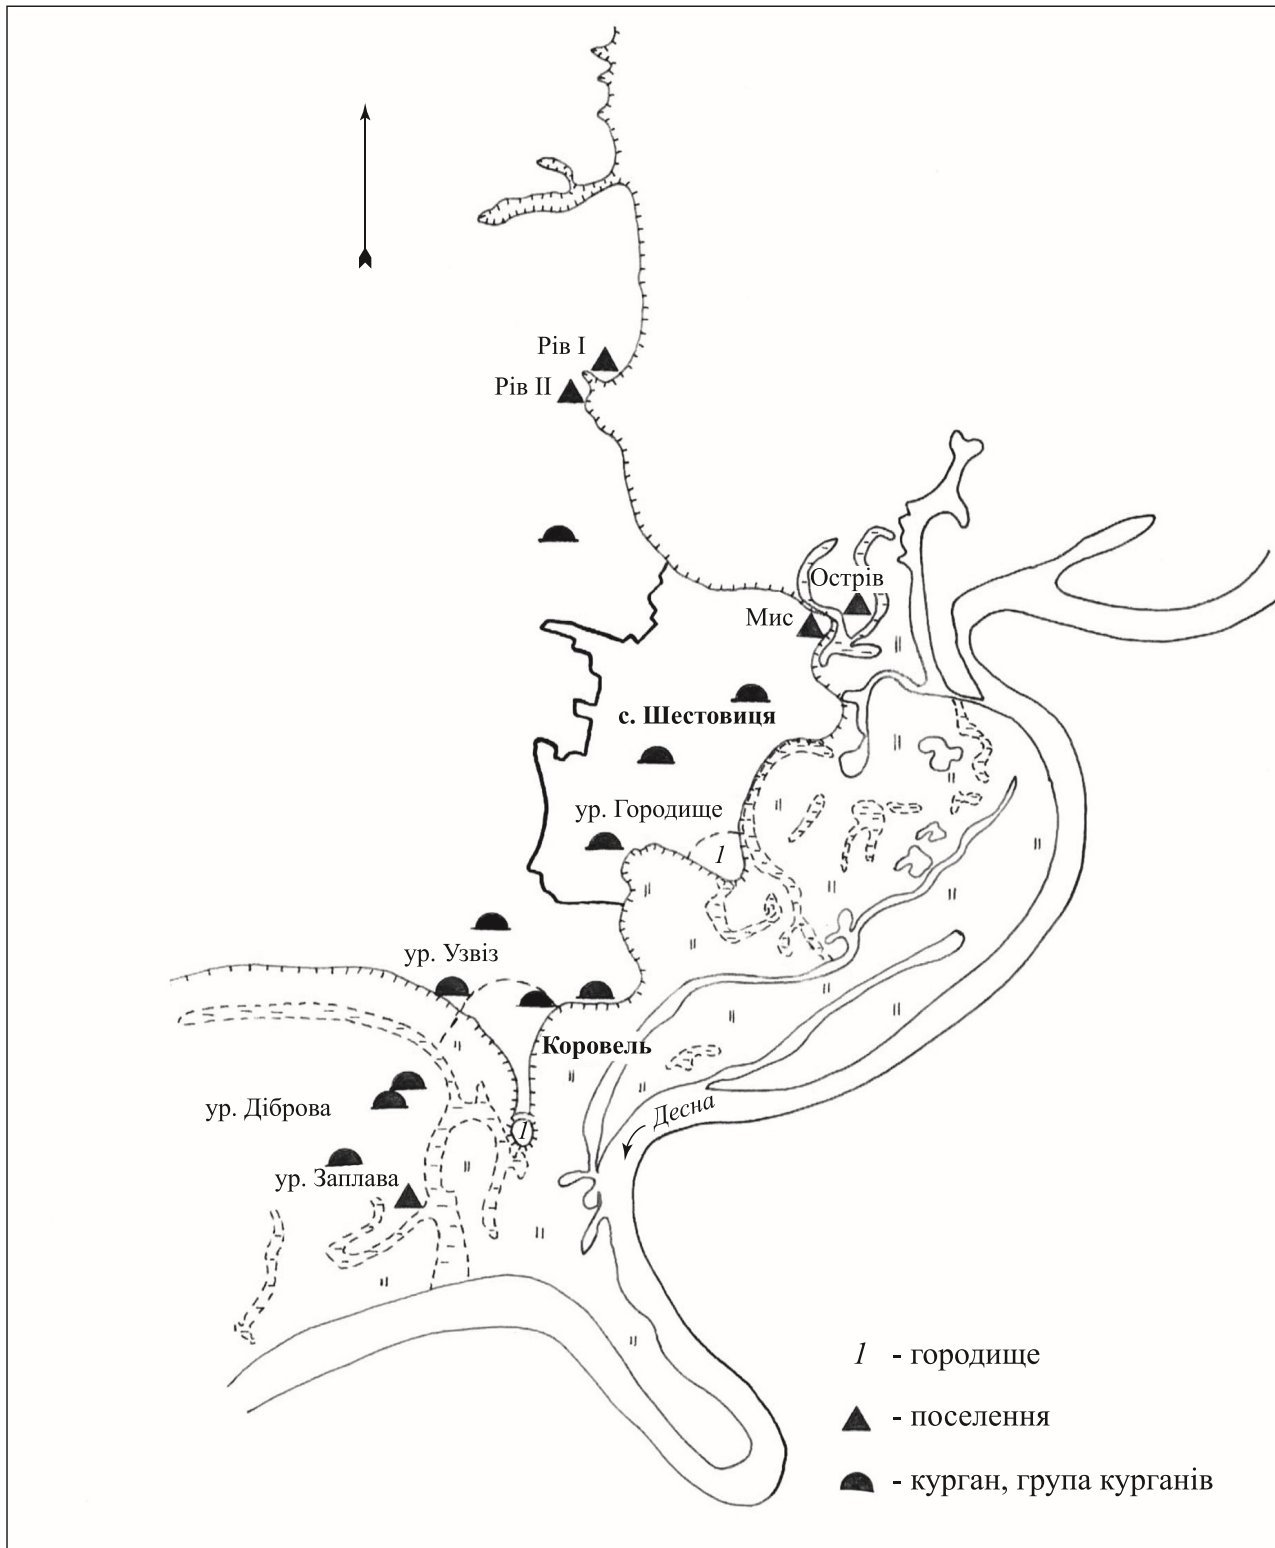 Рів I
Рів II
Острів
Мис
с. Шестовиця
ур. Городище
1
ур. Узвіз
Коровель
ур. Діброва
Десна
1
ур. Заплава
1 - городище
- поселення
- курган, група курганів